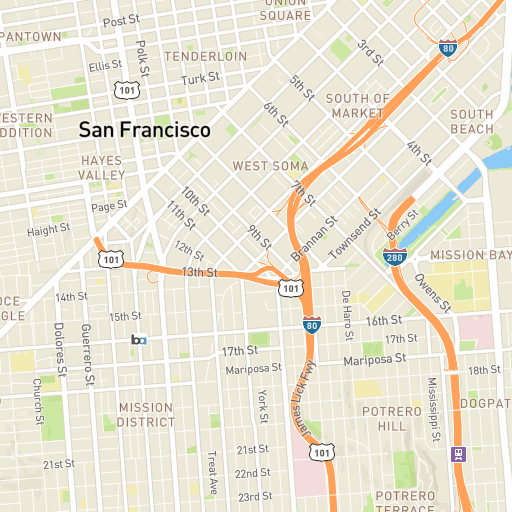 UNION
SQUARE
Post St
PANTOWN
Polk St
3rd St
80
TENDERLOIN
Ellis St
Turk St
5th St
101
SOUTH OF
MARKET
6th St
WESTERN
ADDITION
SOUTH
BEACH
San Francisco
4th St
HAYES
VALLEY
WEST SOMA
7th St
10th St
Page St
11th St
Berry St
Haight St
9th St
Brannan St
Townsend St
12th St
101
13th St
280
MISSION BAY
14th St
101
Owens St
OCE
NGLE
De Haro St
15th St
80
16th St
Dolores St
Guerrero St
17th St
17th St
Mariposa St
Mariposa St
18th St
Church St
York St
James Lick Fwy
Mississippi St
MISSION
DISTRICT
POTRERO
HILL
DOGPAT
21st St
101
Treat Ave
21st St
22nd St
23rd St
POTRERO
TERRACE